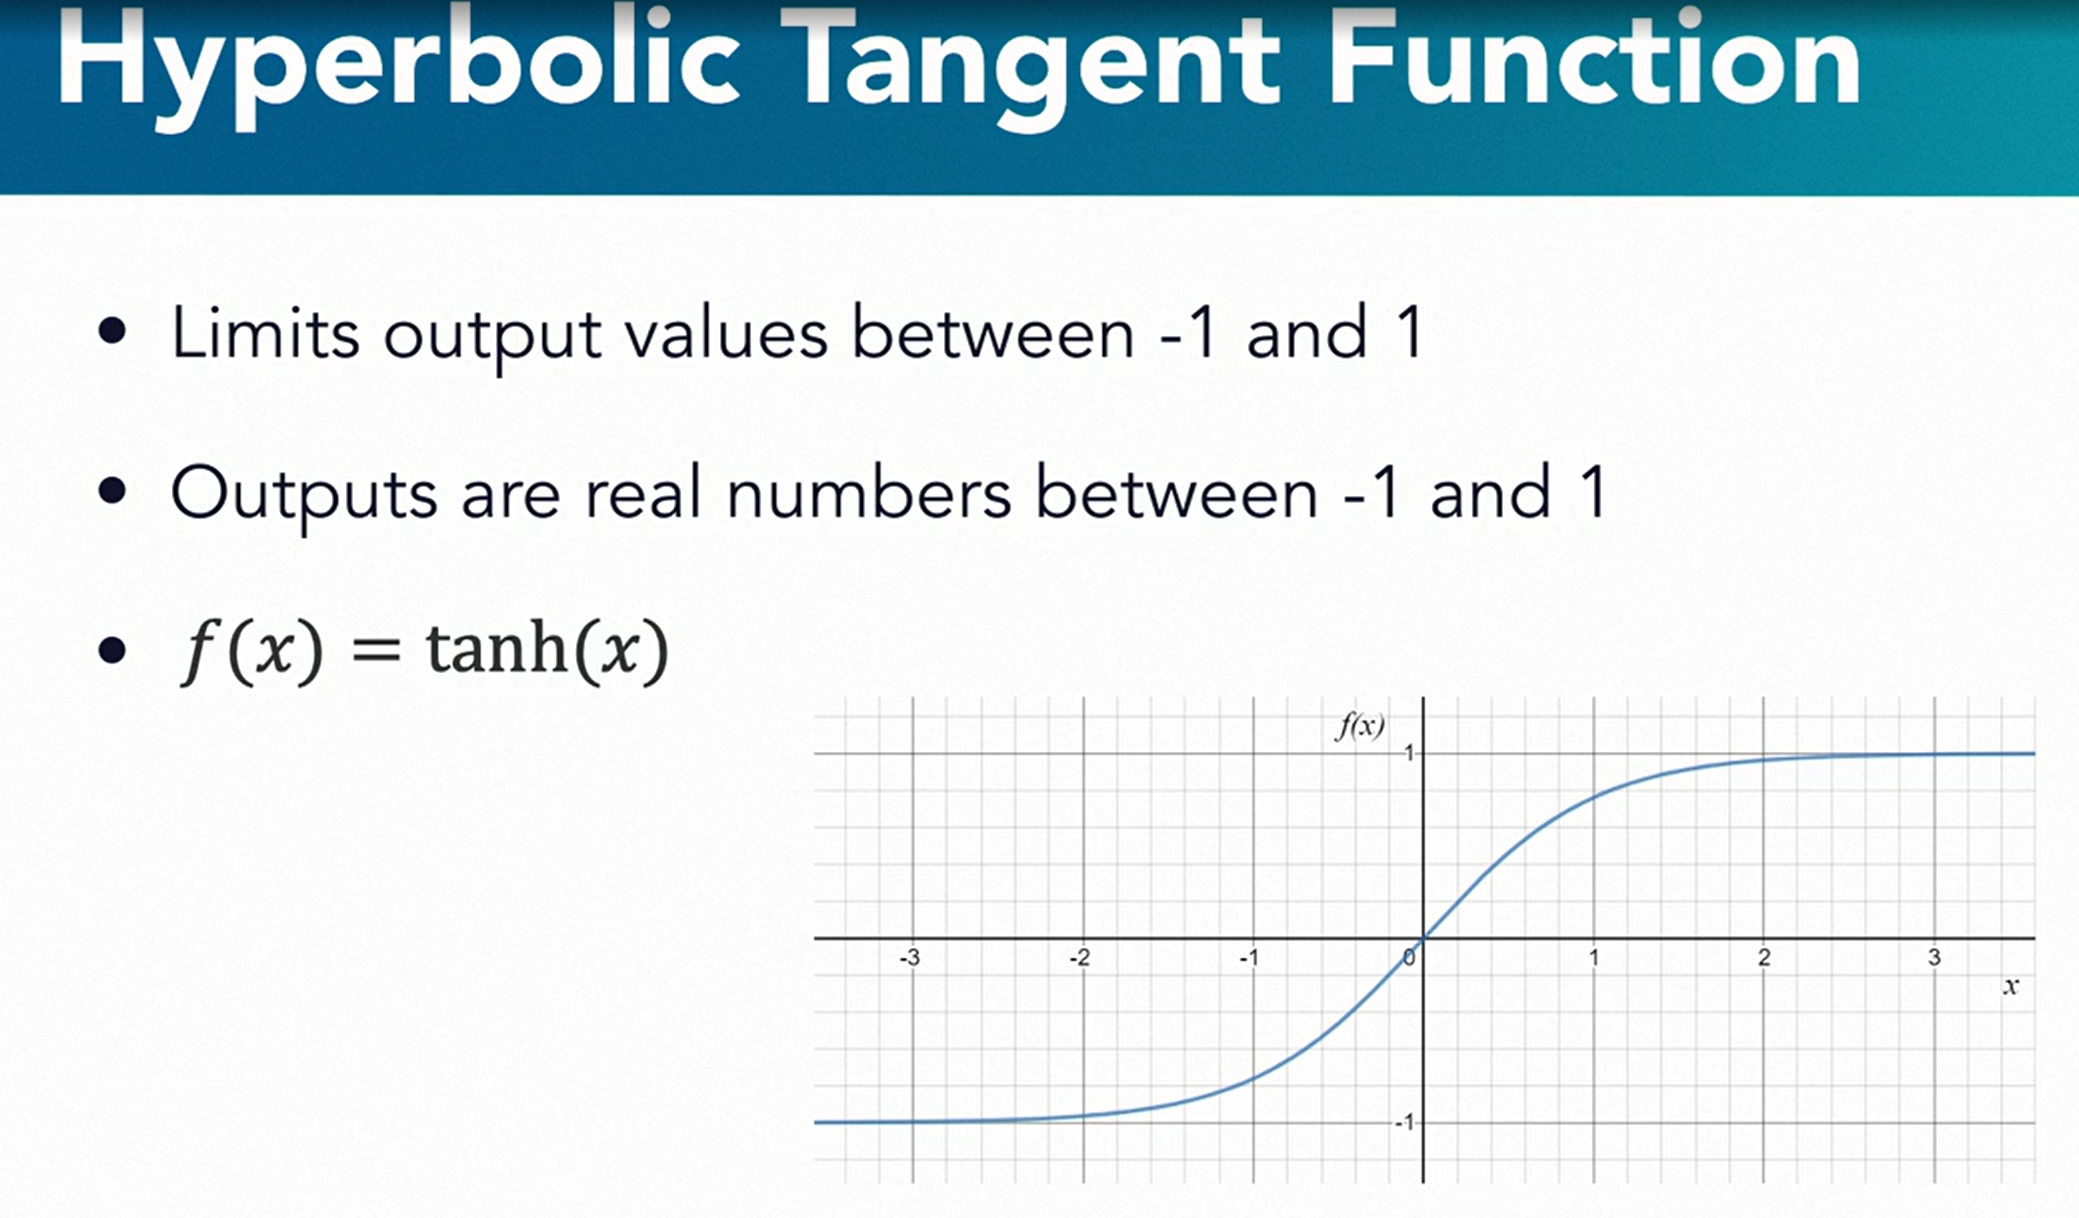 Hyperbolic Tangent Function
• Limits output values between -1 and 1
• Outputs are real numbers between -1 and 1
• f(x) = tanh(x)
f(x)
1
-3 -2 -1 0 1 2 3
x
-1